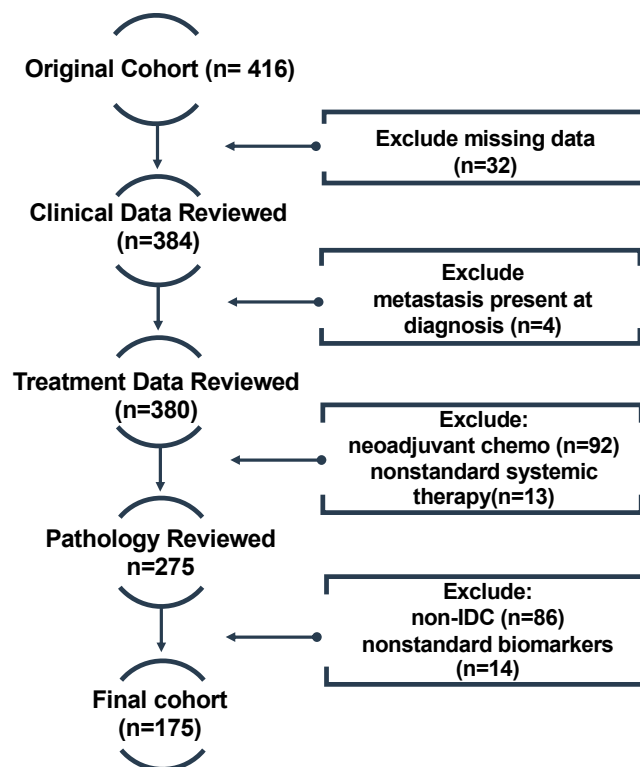 Original Cohort (n= 416)
Exclude missing data
(n=32)
Clinical Data Reviewed
(n=384)
Exclude
metastasis present at
diagnosis (n=4)
Treatment Data Reviewed
(n=380)
Exclude:
neoadjuvant chemo (n=92)
nonstandard systemic
therapy(n=13)
Pathology Reviewed
n=275
Exclude:
non-IDC (n=86)
nonstandard biomarkers
(n=14)
Final cohort
(n=175)